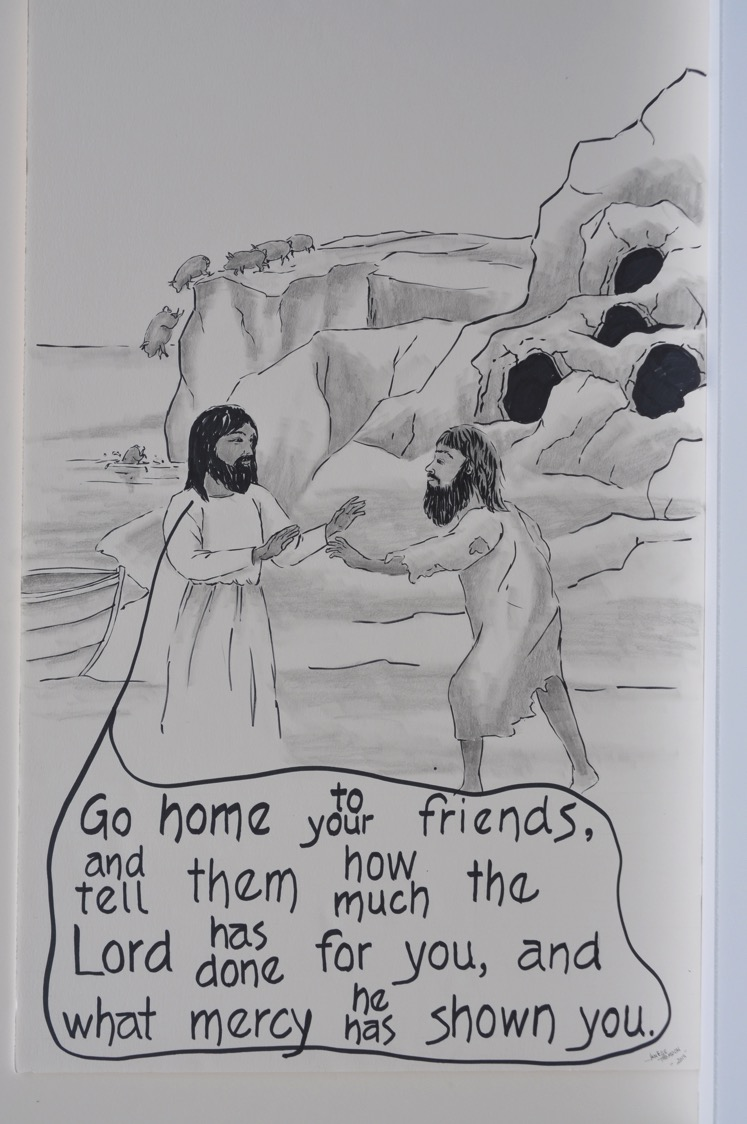 Go home to your friends,
and tell them how much the
Lord has done for you, and
what mercy he has shown you.